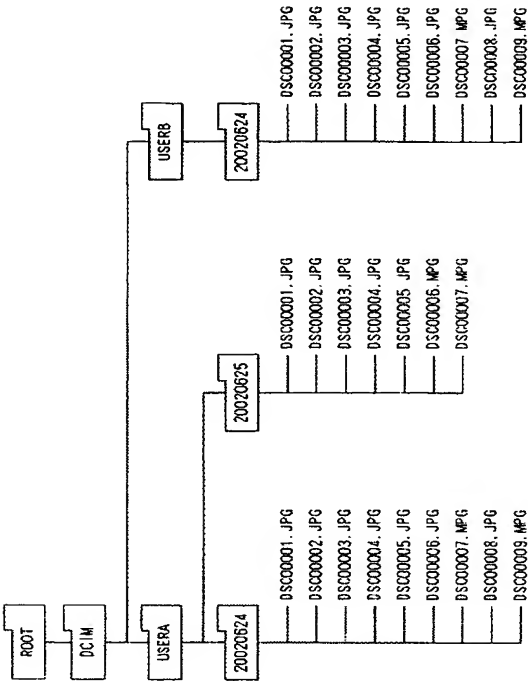 ROOT
DCIM
USERA
20020624
DSC00001.JPG
DSC00002.JPG
DSC00003.JPG
DSC00004.JPG
DSC00005.JPG
DSC00006.JPG
DSC00007.MPG
DSC00008.JPG
DSC00009.MPG
20020625
DSC00001.JPG
DSC00002.JPG
DSC00003.JPG
DSC00004.JPG
DSC00005.JPG
DSC00006.MPG
DSC00007.MPG
USERB
20020624
DSC00001.JPG
DSC00002.JPG
DSC00003.JPG
DSC00004.JPG
DSC00005.JPG
DSC00006.JPG
DSC00007.MPG
DSC00008.JPG
DSC00009.MPG